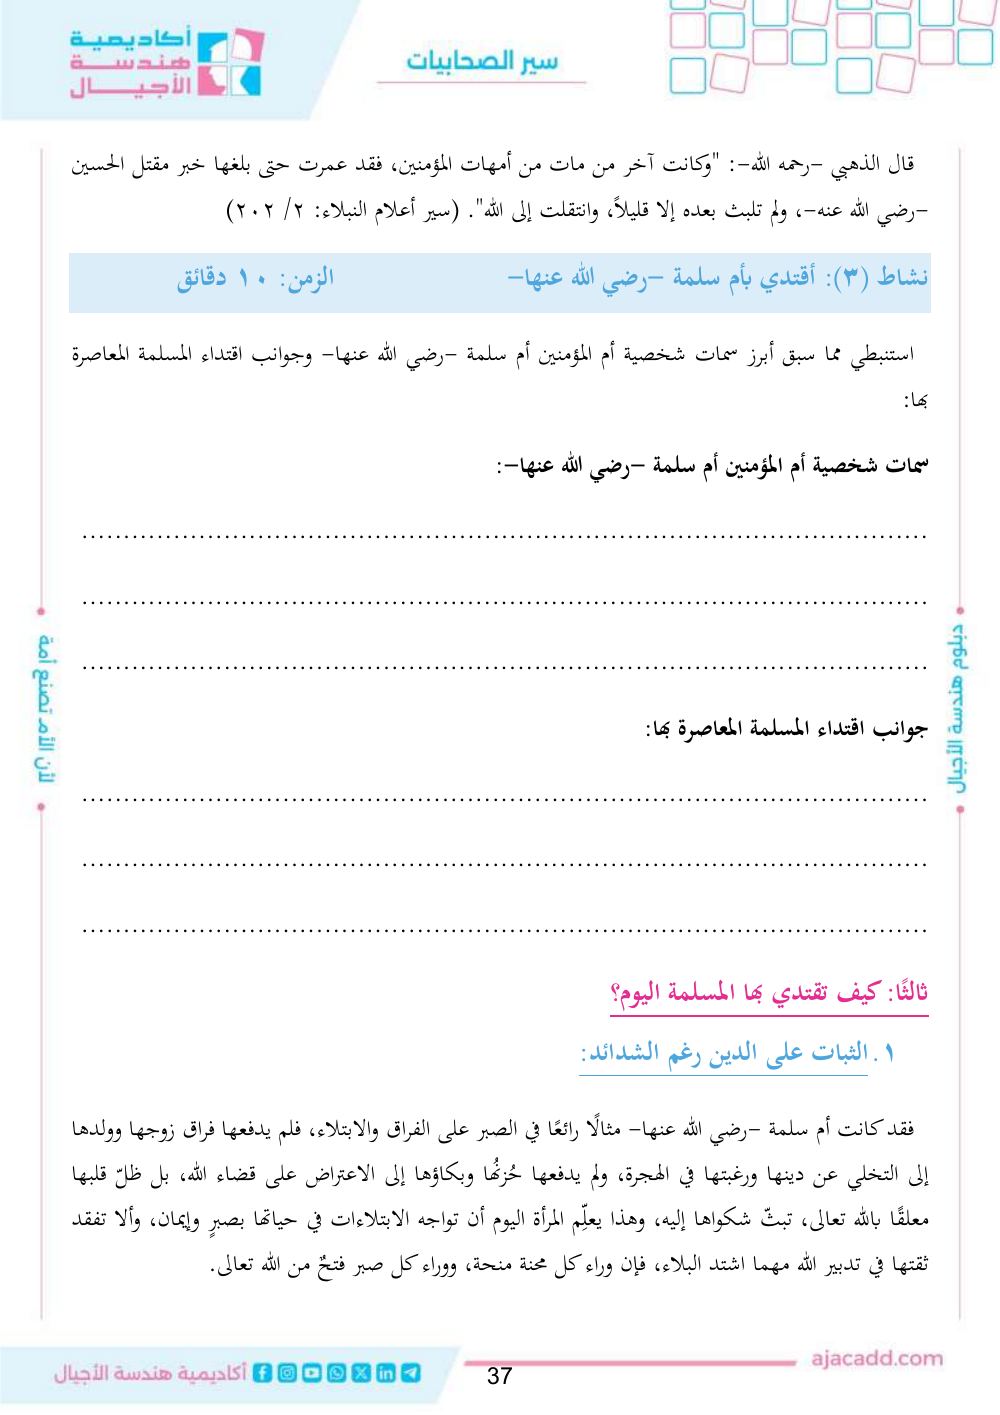 أكاديمية
هندسة
الأجيال
سير الصحابيات
قال الذهبي –رحمه الله–: "وكانت آخر من مات من أمهات المؤمنين، فقد عمرت حتى بلغها خبر مقتل الحسين
–رضي الله عنه–، ولم تلبث بعده إلا قليلاً، وانتقلت إلى الله". (سير أعلام النبلاء: ٢/ ٢٠٢)
نشاط (٣): أقتدي بأم سلمة –رضي الله عنها– الزمن: ١٠ دقائق
استنبطي مما سبق أبرز سمات شخصية أم المؤمنين أم سلمة –رضي الله عنها– وجوانب اقتداء المسلمة المعاصرة
بها:
سمات شخصية أم المؤمنين أم سلمة –رضي الله عنها–:
جوانب اقتداء المسلمة المعاصرة بها:
ثالثًا: كيف تقتدي بها المسلمة اليوم؟
١. الثبات على الدين رغم الشدائد:
فقد كانت أم سلمة –رضي الله عنها– مثالًا رائعًا في الصبر على الفراق والابتلاء، فلم يدفعها فراق زوجها وولدها
إلى التخلي عن دينها ورغبتها في الهجرة، ولم يدفعها حُزنُها وبكاؤها إلى الاعتراض على قضاء الله، بل ظلّ قلبها
معلقًا بالله تعالى، تبثّ شكواها إليه، وهذا يعلِّم المرأة اليوم أن تواجه الابتلاءات في حياتها بصبرٍ وإيمان، وألا تفقد
ثقتها في تدبير الله مهما اشتد البلاء، فإن وراء كل محنة منحة، ووراء كل صبر فتحٌ من الله تعالى.
دبلوم هندسة الأجيال
لأن الأم تصنع أمة
ajacadd.com
37
أكاديمية هندسة الأجيال